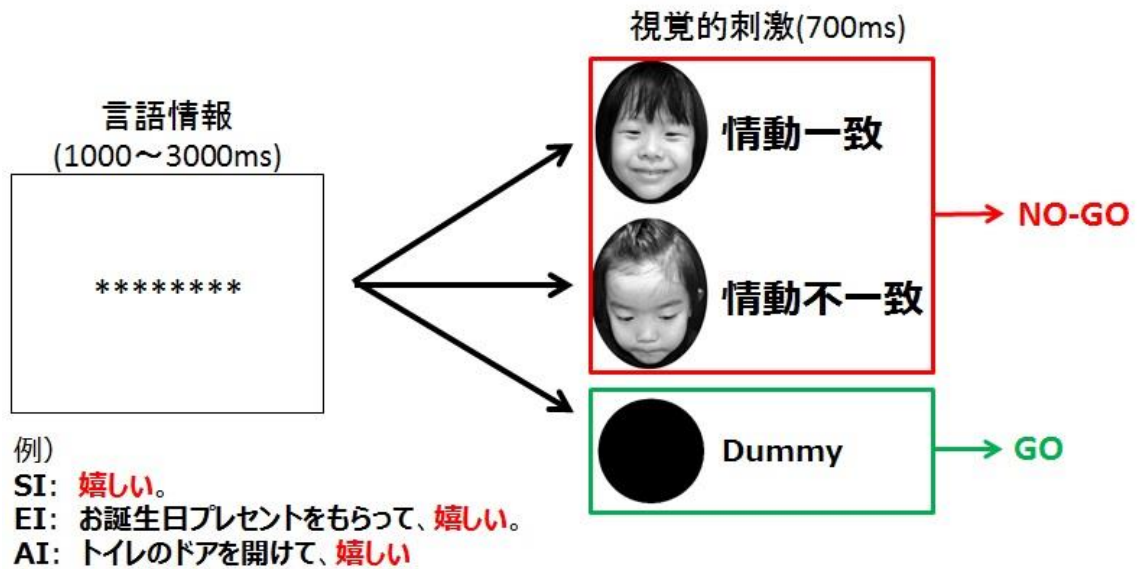 視覚的刺激(700ms)
言語情報
(1000～3000ms)
********
情動一致
情動不一致
NO-GO
Dummy
GO
例）
SI: 嬉しい。
EI: お誕生日プレゼントをもらって、嬉しい。
AI: トイレのドアを開けて、嬉しい